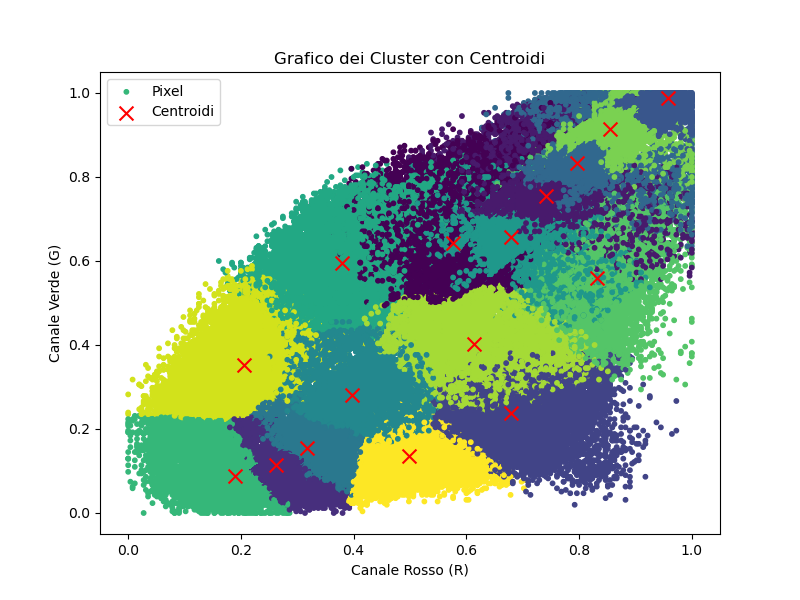 Grafico dei Cluster con Centroidi
Pixel
Centroidi
Canale Verde (G)
1.0
0.8
0.6
0.4
0.2
0.0
0.0 0.2 0.4 0.6 0.8 1.0
Canale Rosso (R)